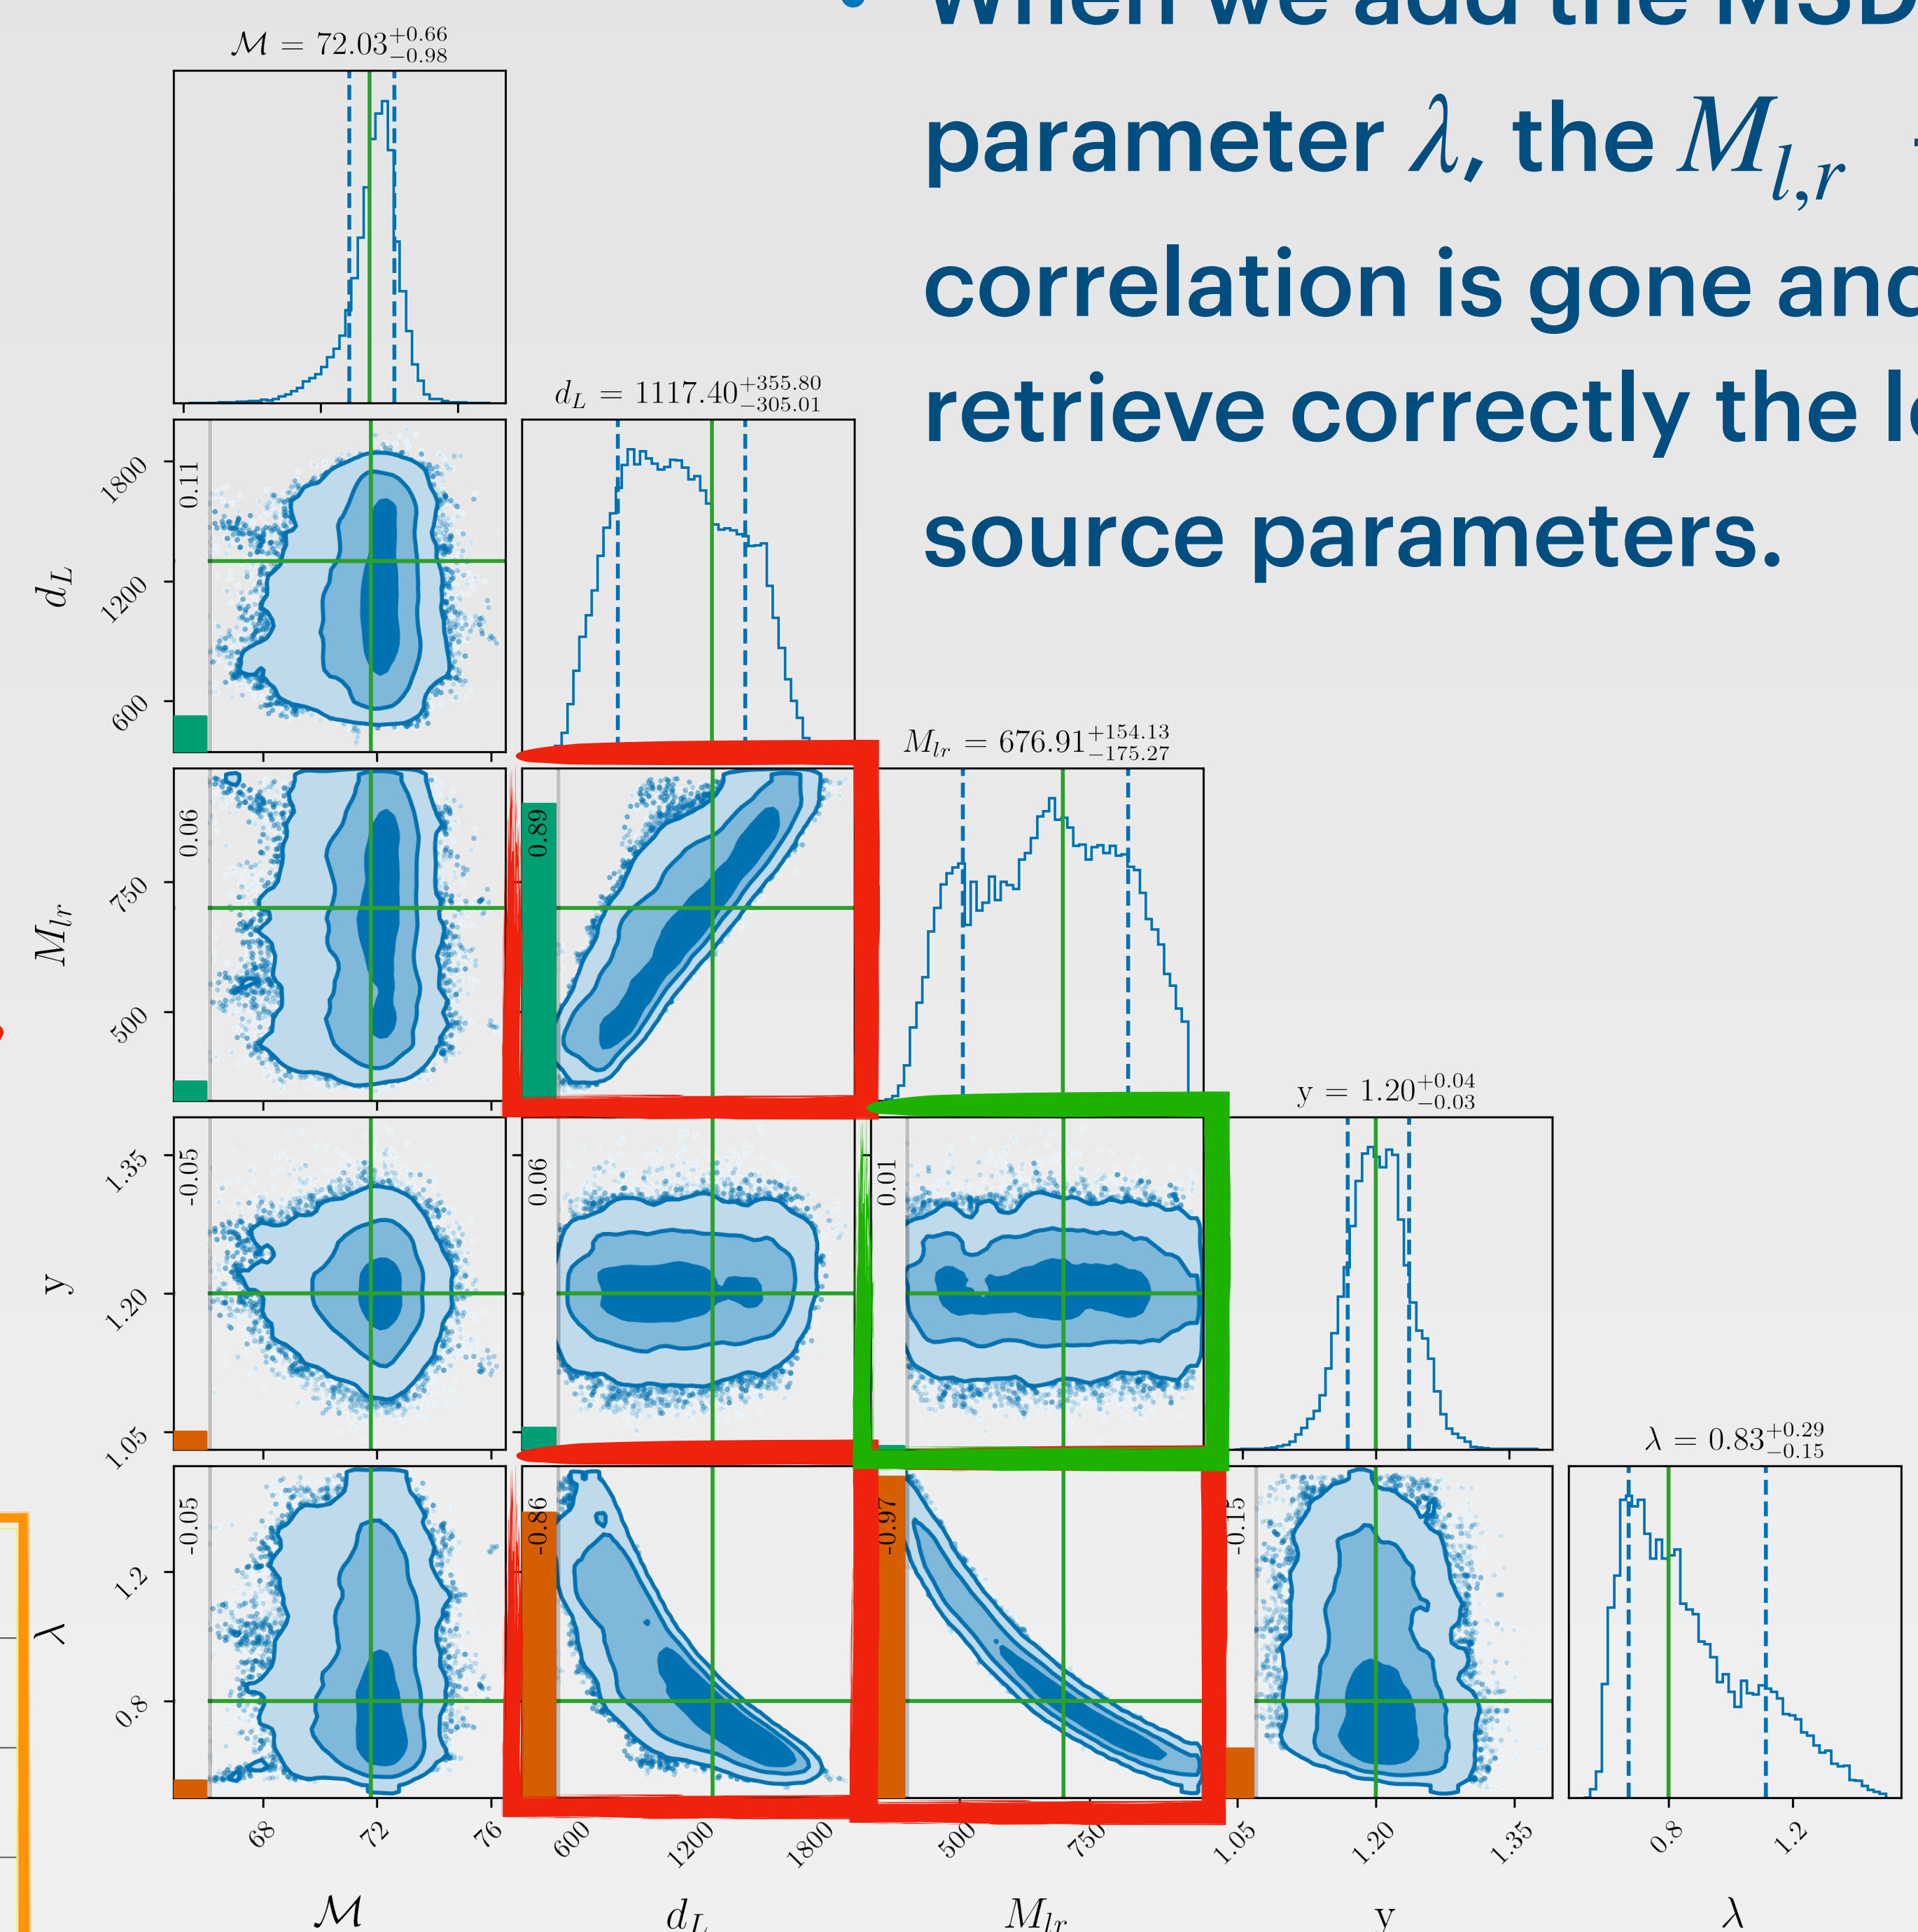 • When we add the MSD
parameter λ, the M_{l,r} -
correlation is gone and
retrieve correctly the
source parameters.
ℳ = 72.03^{+0.66}_{-0.98}
d_L = 1117.40^{+355.80}_{-305.01}
M_{lr} = 676.91^{+154.13}_{-175.27}
y = 1.20^{+0.04}_{-0.03}
λ = 0.83^{+0.29}_{-0.15}
d_L
1800
1200
600
0.11
M_{lr}
750
500
0.06
0.89
y
1.35
1.20
1.05
-0.05
0.06
0.01
λ
1.2
0.8
-0.05
-0.86
-0.97
-0.15
68 72 76 600 1200 1800 500 750 1.05 1.20 1.35 0.8 1.2
ℳ d_L M_{lr} y λ